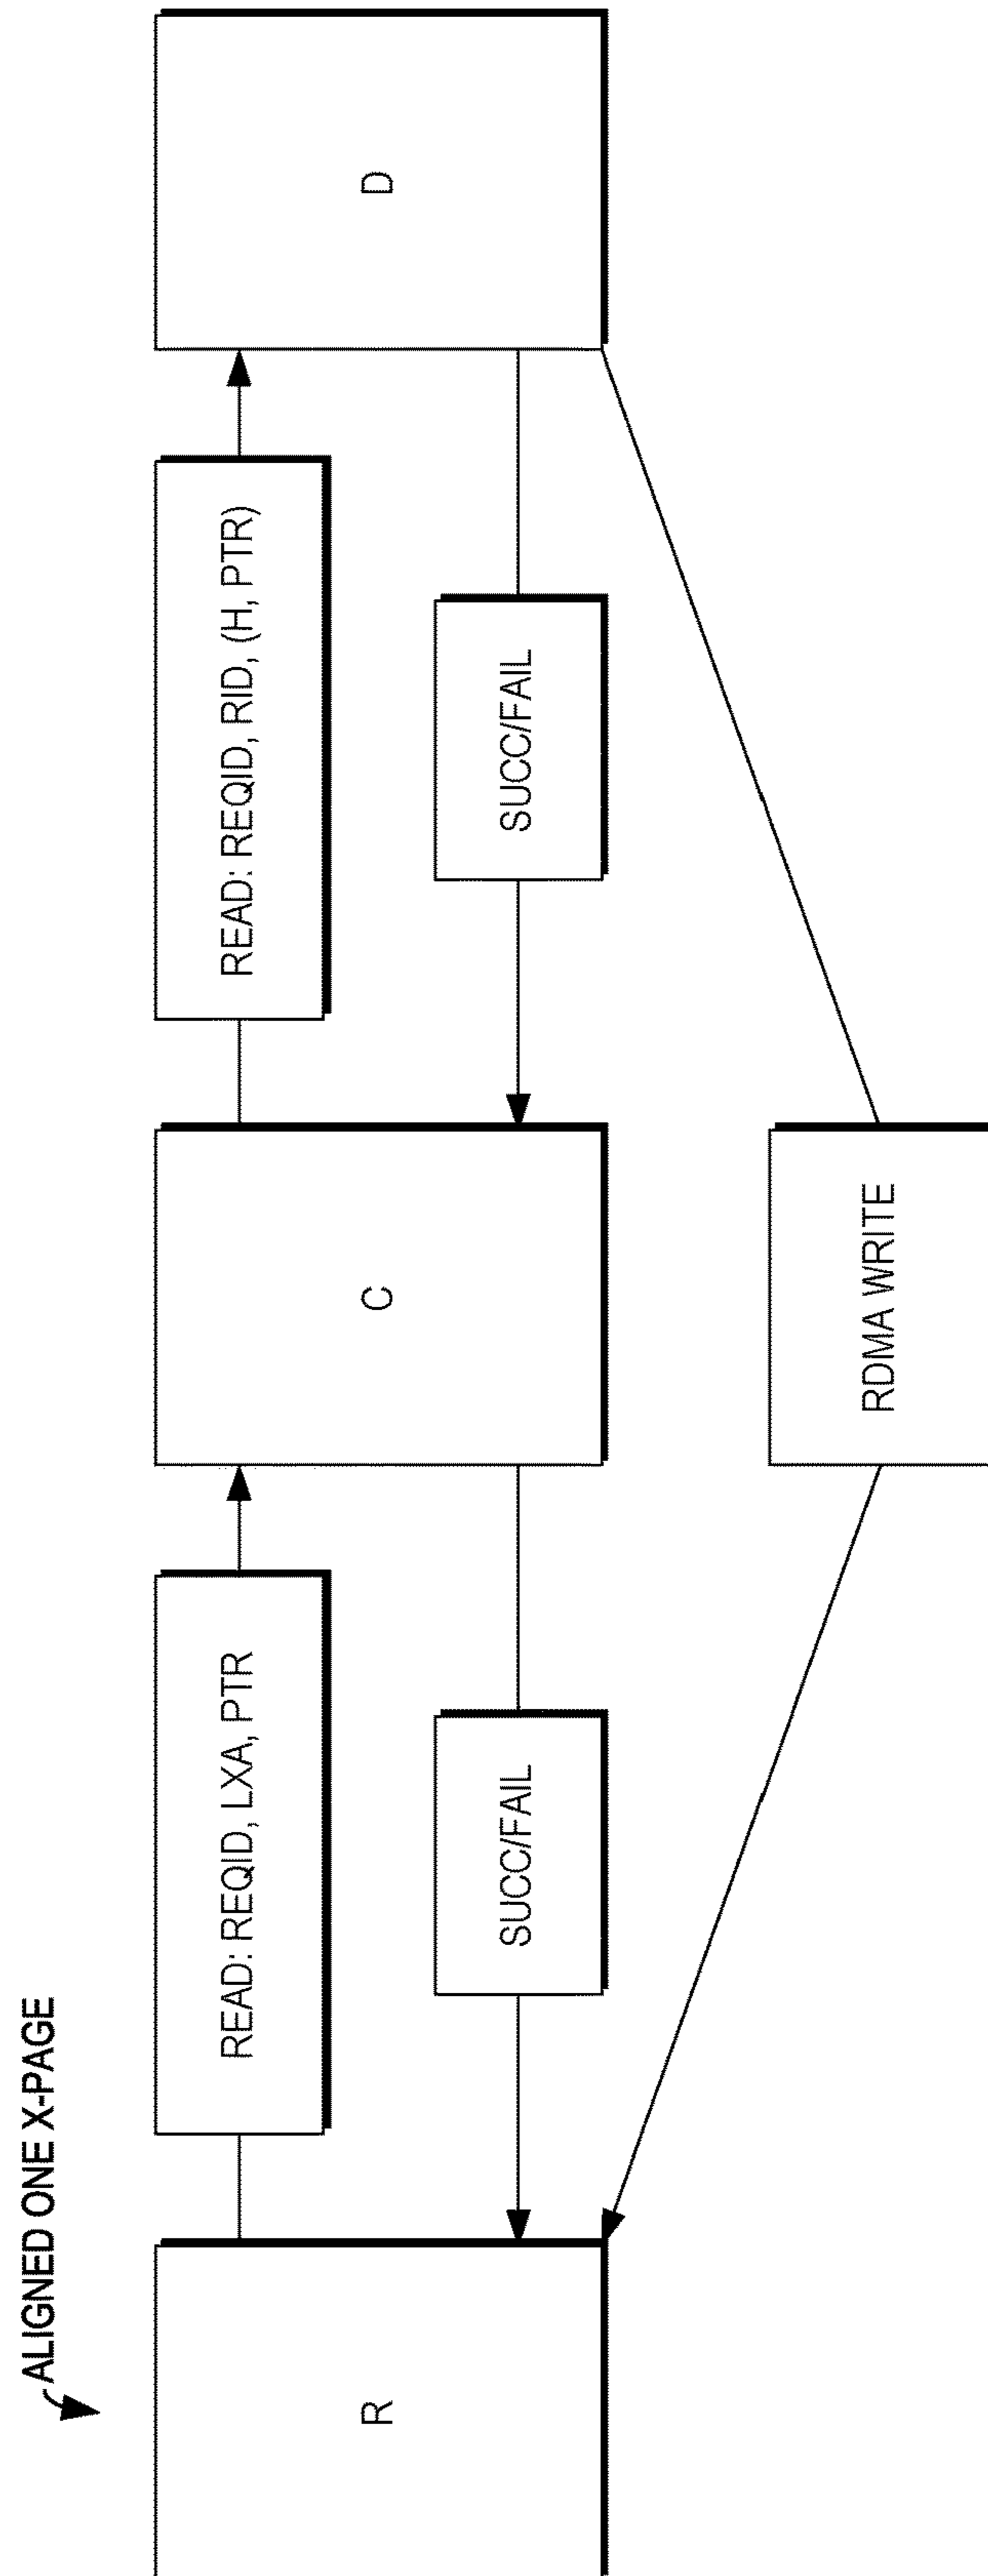 ALIGNED ONE X-PAGE
R
READ: REQID, LXA, PTR
SUCC/FAIL
C
READ: REQID, RID, (H, PTR)
SUCC/FAIL
D
RDMA WRITE